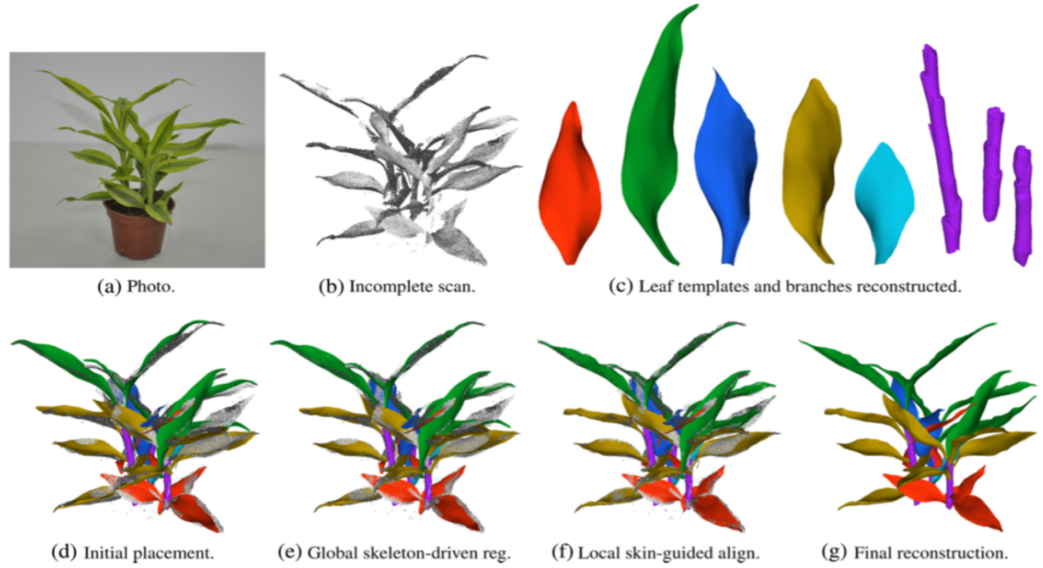 (a) Photo.
(b) Incomplete scan.
(c) Leaf templates and branches reconstructed.
(d) Initial placement.
(e) Global skeleton-driven reg.
(f) Local skin-guided align.
(g) Final reconstruction.